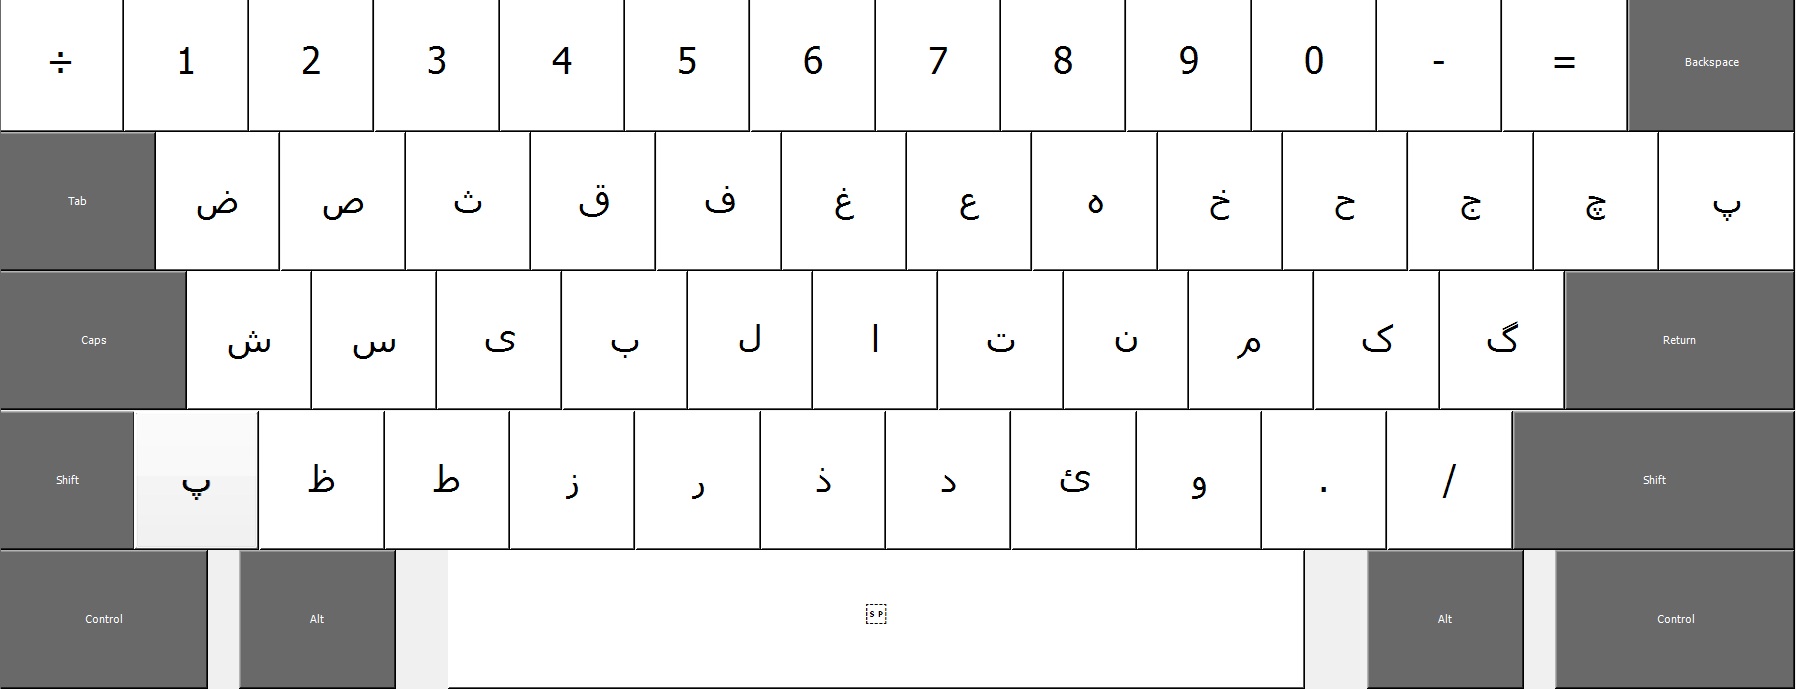 ÷ 1 2 3 4 5 6 7 8 9 0 - = Backspace
Tab ض ص ث ق ف غ ع ه خ ح ج چ پ
Caps ش س ی ب ل ا ت ن م ک گ Return
Shift پ ظ ط ز ر ذ د ئ و . / Shift
Control Alt SP Alt Control